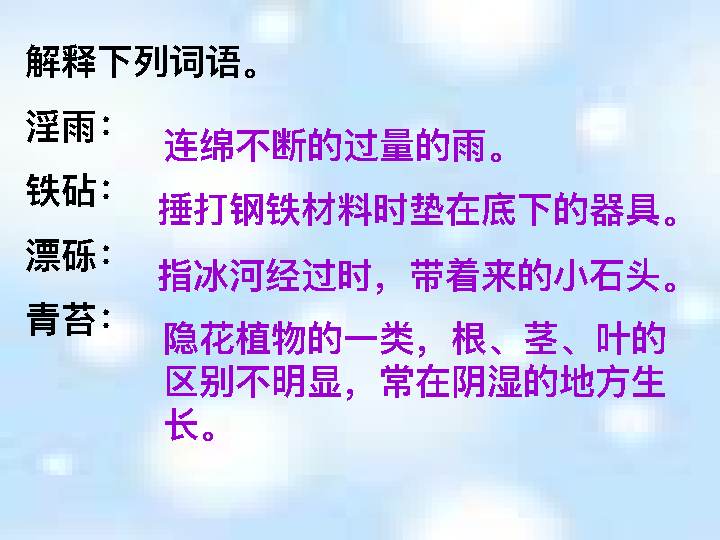 解释下列词语。
淫雨：
连绵不断的过量的雨。
铁砧：
捶打钢铁材料时垫在底下的器具。
漂砾：
指冰河经过时，带着来的小石头。
青苔：
隐花植物的一类，根、茎、叶的
区别不明显，常在阴湿的地方生
长。